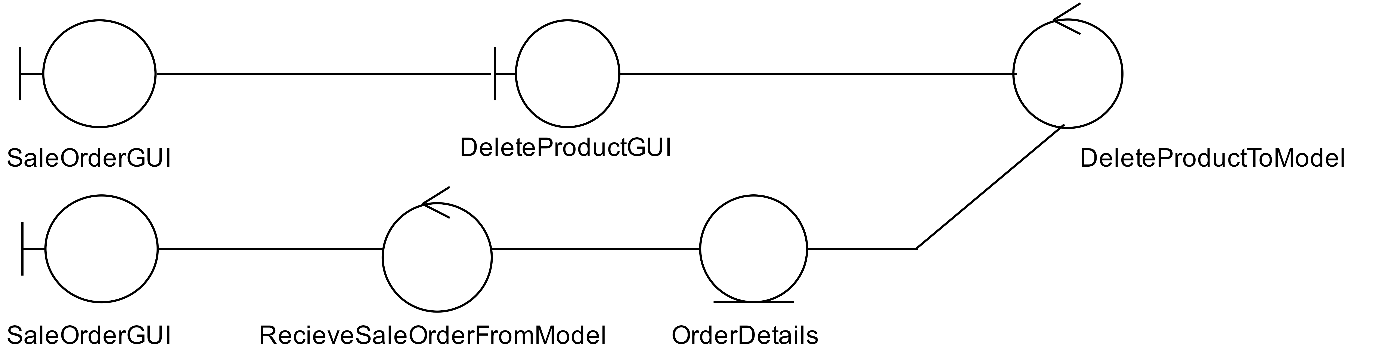 SaleOrderGUI
DeleteProductGUI
DeleteProductToModel
SaleOrderGUI
RecieveSaleOrderFromModel
OrderDetails